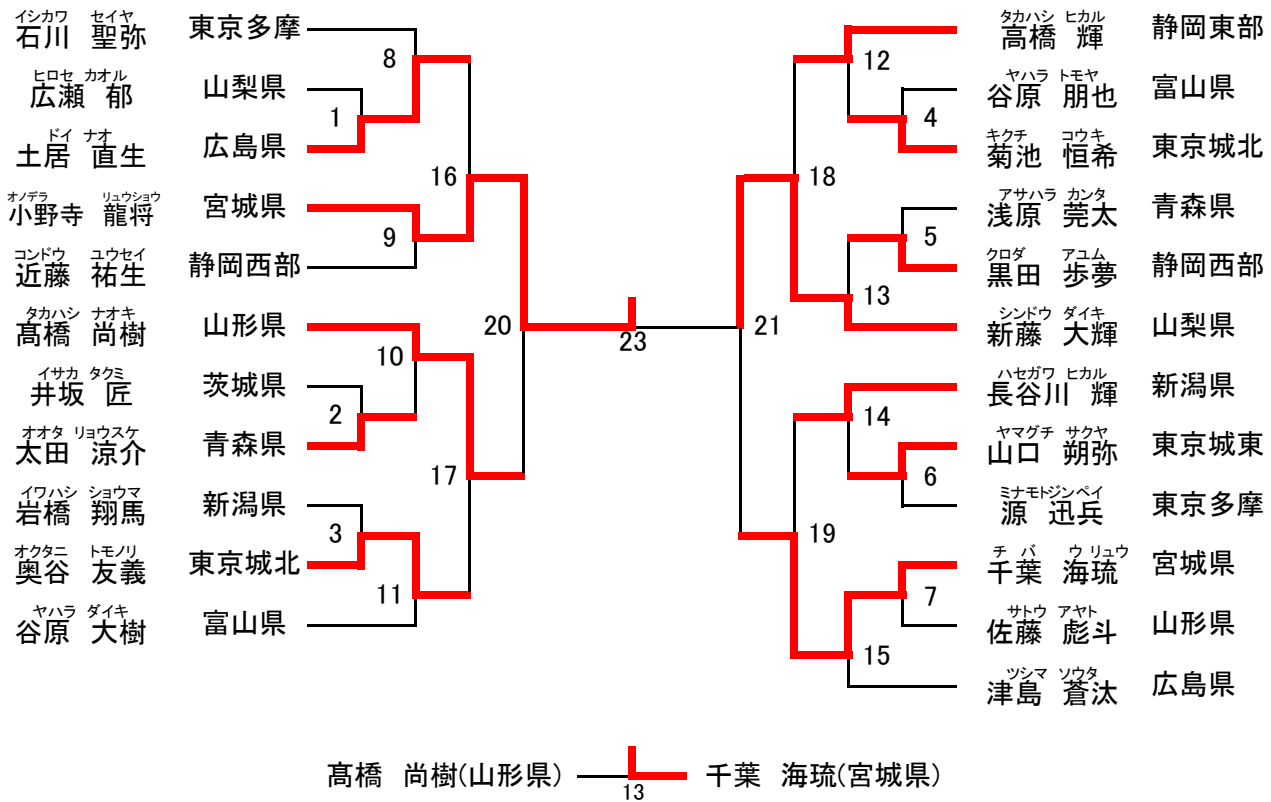 イシカワ セイヤ
石川 聖弥 東京多摩
ヒロセ カオル
広瀬 郁 山梨県
ドイ ナオ
土居 直生 広島県
オノデラ リュウショウ
小野寺 龍将 宮城県
コンドウ ユウセイ
近藤 祐生 静岡西部
タカハシ ナオキ
髙橋 尚樹 山形県
イサカ タクミ
井坂 匠 茨城県
オオタ リョウスケ
太田 涼介 青森県
イワハシ ショウマ
岩橋 翔馬 新潟県
オクタニ トモノリ
奥谷 友義 東京城北
ヤハラ ダイキ
谷原 大樹 富山県
8
1
16
9
20
10
2
17
3
11
23
タカハシ ヒカル
高橋 輝 静岡東部
ヤハラ トモヤ
谷原 朋也 富山県
キクチ コウキ
菊池 恒希 東京城北
アサハラ カンタ
浅原 莞太 青森県
クロダ アユム
黒田 歩夢 静岡西部
シンドウ ダイキ
新藤 大輝 山梨県
ハセガワ ヒカル
長谷川 輝 新潟県
ヤマグチ サクヤ
山口 朔弥 東京城東
ミナモトジンペイ
源 迅兵 東京多摩
チバ ウリュウ
千葉 海琉 宮城県
サトウ アヤト
佐藤 彪斗 山形県
ツシマ ソウタ
津島 蒼汰 広島県
12
4
18
5
13
21
14
6
19
7
15
髙橋 尚樹(山形県) 千葉 海琉(宮城県)
13